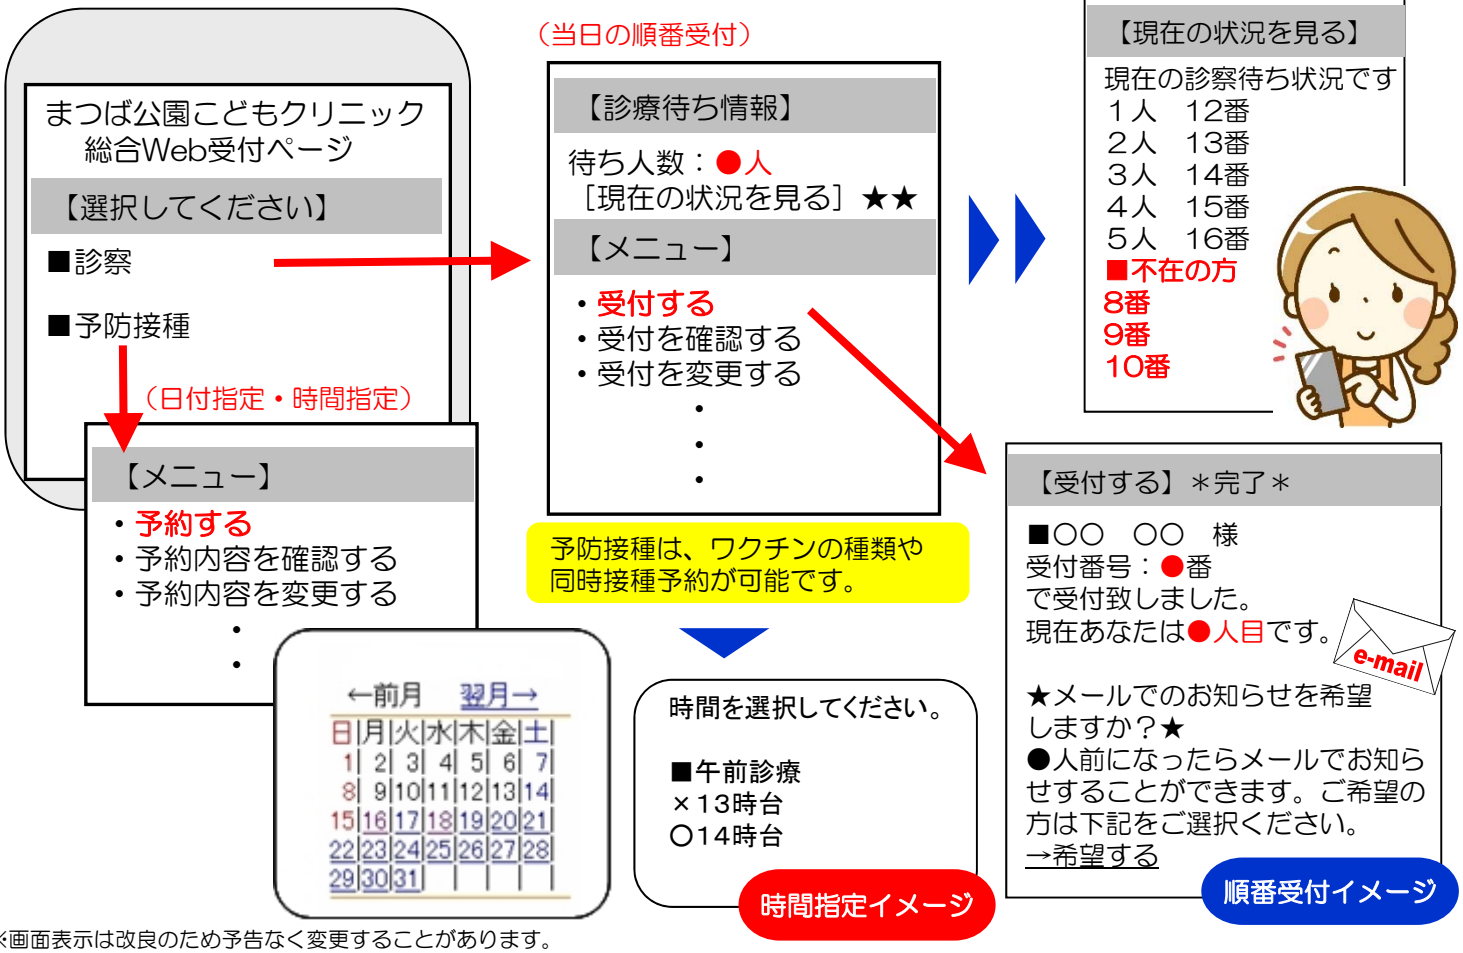 まつば公園こどもクリニック
総合Web受付ページ
【選択してください】
■診察
■予防接種
（日付指定・時間指定）
【メニュー】
・予約する
・予約内容を確認する
・予約内容を変更する
・
・
←前月 翌月→
日|月|火|水|木|金|土|
1| 2| 3| 4| 5| 6| 7|
8| 9|10|11|12|13|14|
15|16|17|18|19|20|21|
22|23|24|25|26|27|28|
29|30|31| | | | |
（当日の順番受付）
【診療待ち情報】
待ち人数：●人
［現在の状況を見る］★★
【メニュー】
・受付する
・受付を確認する
・受付を変更する
・
・
・
予防接種は、ワクチンの種類や
同時接種予約が可能です。
時間を選択してください。
■午前診療
×13時台
○14時台
時間指定イメージ
【現在の状況を見る】
現在の診察待ち状況です
１人　12番
２人　13番
３人　14番
４人　15番
５人　16番
■不在の方
8番
9番
10番
【受付する】＊完了＊
■○○　○○　様
受付番号：●番
で受付致しました。
現在あなたは●人目です。
e-mail
★メールでのお知らせを希望
しますか？★
●人前になったらメールでお知ら
せすることができます。ご希望の
方は下記をご選択ください。
→希望する
順番受付イメージ
※画面表示は改良のため予告なく変更することがあります。